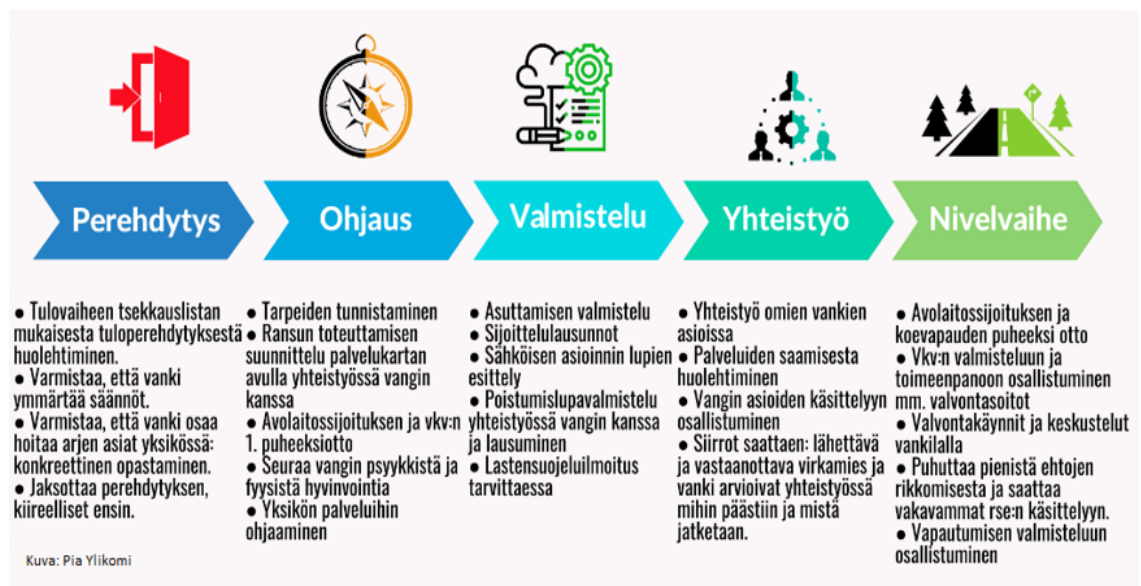 Perehdytys
Ohjaus
Valmistelu
Yhteistyö
Nivelvaihe
● Tulovaiheen tsekkauslistan
mukaisesta tuloperehdytyksestä
huolehtiminen.
● Varmistaa, että vanki
ymmärtää säännöt.
● Varmistaa, että vanki osaa
hoitaa arjen asiat yksikössä:
konkreettinen opastaminen.
● Jaksottaa perehdytyksen,
kiireelliset ensin.
● Tarpeiden tunnistaminen
● Ransun toteuttamisen
suunnittelu palvelukartan
avulla yhteistyössä vangin
kanssa
● Avolaitossijoituksen ja vkv:n
1. puheeksiotto
● Seuraa vangin psyykkistä ja
fyysistä hyvinvointia
● Yksikön palveluihin
ohjaaminen
● Asuttamisen valmistelu
● Sijoittelulausunnot
● Sähköisen asioinnin lupien
esittely
● Poistumislupavalmistelu
yhteistyössä vangin kanssa
ja lausuminen
● Lastensuojeluilmoitus
tarvittaessa
● Yhteistyö omien vankien
asioissa
● Palveluiden saamisesta
huolehtiminen
● Vangin asioiden käsittelyyn
osallistuminen
● Siirrot saattaen: lähettävä
ja vastaanottava virkamies ja
vanki arvioivat yhteistyössä
mihin päästiin ja mistä
jatketaan.
● Avolaitossijoituksen ja
koevapauden puheeksi otto
● Vkv:n valmisteluun ja
toimeenpanoon osallistuminen
mm. valvontasoitot
● Valvontakäynnit ja keskustelut
vankilalla
● Puhuttaa pienistä ehtojen
rikkomisesta ja saattaa
vakavammat rse:n käsittelyyn.
● Vapautumisen valmisteluun
osallistuminen
Kuva: Pia Ylikomi